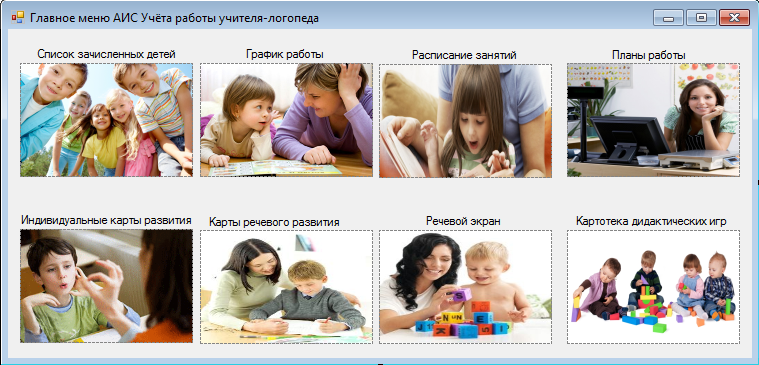 Главное меню АИС Учёта работы учителя-логопеда
Список зачисленных детей
График работы
Расписание занятий
Планы работы
Индивидуальные карты развития
Карты речевого развития
Речевой экран
Картотека дидактических игр